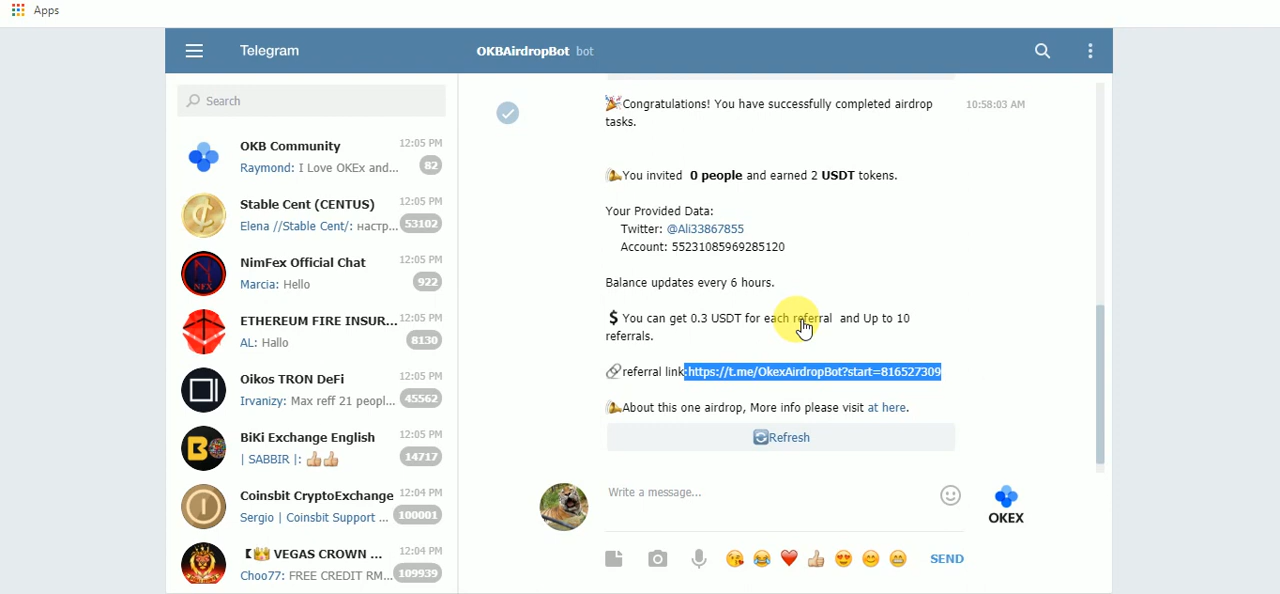 Apps
Telegram
OKBAirdropBot bot
Search
OKB Community 12:05 PM
Raymond: I Love OKEx and... 82
Stable Cent (CENTUS) 12:05 PM
Elena //Stable Cent/: настр... 53102
NimFex Official Chat 12:05 PM
Marcia: Hello 922
NFX
ETHEREUM FIRE INSUR... 12:05 PM
AL: Hallo 8130
Oikos TRON DeFi 12:05 PM
Irvanizy: Max reff 21 peopl... 45562
BiKi Exchange English 12:05 PM
| SABBIR |: 👍👍 14717
Coinsbit CryptoExchange 12:04 PM
Sergio | Coinsbit Support ... 100001
【👑 VEGAS CROWN ... 12:04 PM
Choo77: FREE CREDIT RM... 109939
🎉Congratulations! You have successfully completed airdrop 10:58:03 AM
tasks.
You invited 0 people and earned 2 USDT tokens.
Your Provided Data:
Twitter: @Ali33867855
Account: 55231085969285120
Balance updates every 6 hours.
💲You can get 0.3 USDT for each referral and Up to 10
referrals.
🔗referral link:https://t.me/OkexAirdropBot?start=816527309
About this one airdrop, More info please visit at here.
🔄Refresh
Write a message...
OKEX
SEND